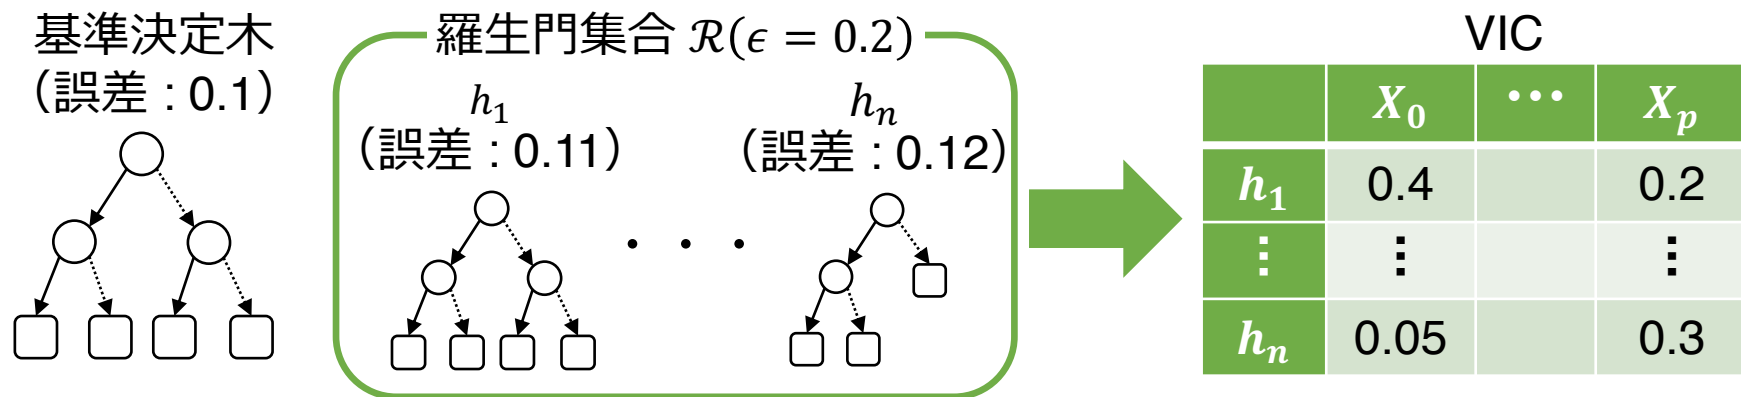 基準決定木
（誤差 : 0.1）
羅生門集合 ℛ(ϵ = 0.2)
h₁
（誤差 : 0.11）
hₙ
（誤差 : 0.12）
・・・
VIC
X₀ ⋯ Xₚ
h₁ 0.4 0.2
⋮ ⋮ ⋮
hₙ 0.05 0.3